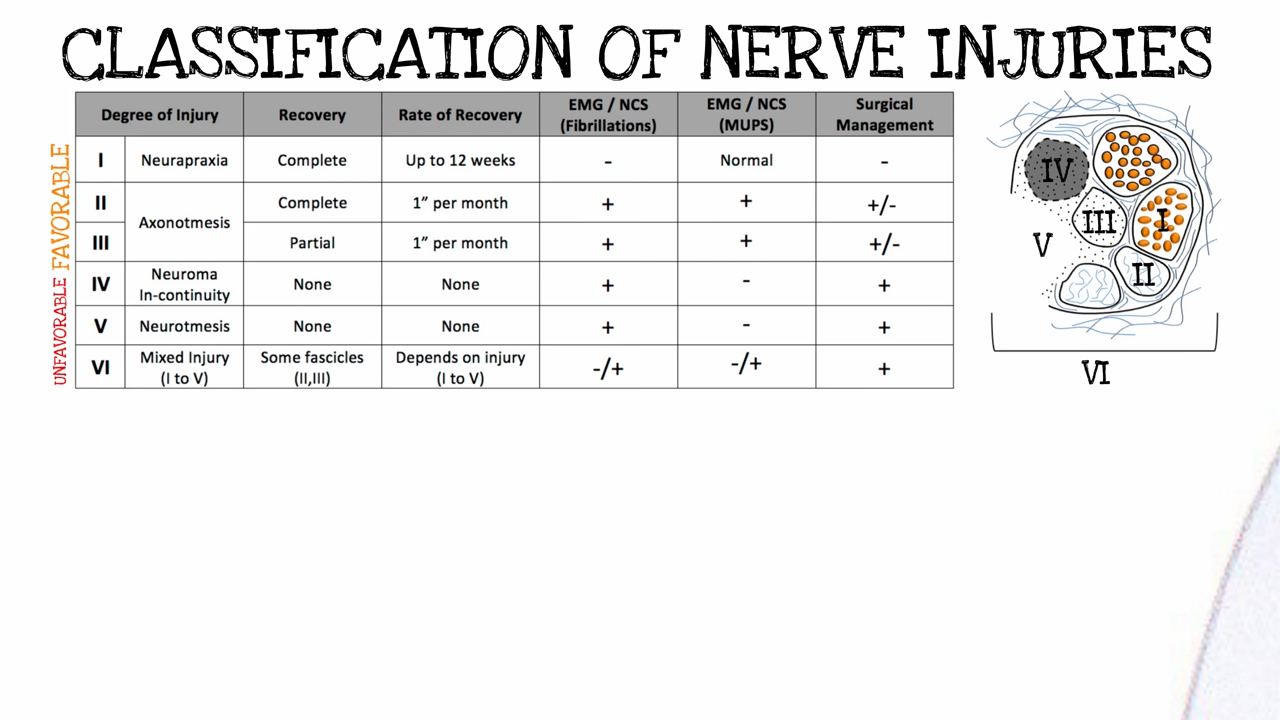 CLASSIFICATION OF NERVE INJURIES
Degree of Injury Recovery Rate of Recovery EMG / NCS (Fibrillations) EMG / NCS (MUPS) Surgical Management
I Neurapraxia Complete Up to 12 weeks - Normal -
II Axonotmesis Complete 1” per month + + +/-
III Partial 1” per month + + +/-
IV Neuroma In-continuity None None + - +
V Neurotmesis None None + - +
VI Mixed Injury (I to V) Some fascicles (II,III) Depends on injury (I to V) -/+ -/+ +
FAVORABLE
UNFAVORABLE
IV
III
I
V
II
VI